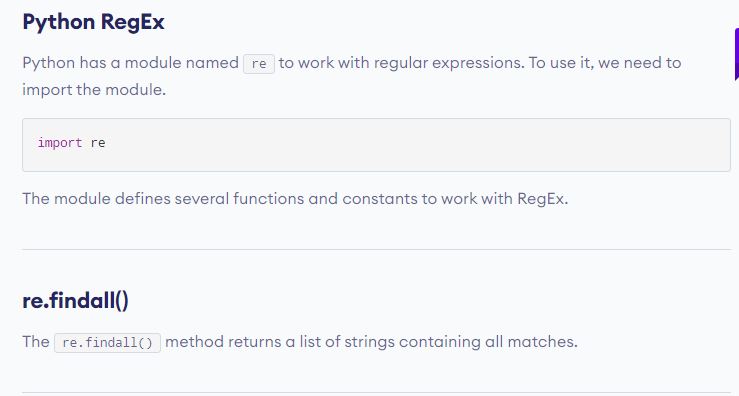 Python RegEx
Python has a module named re to work with regular expressions. To use it, we need to
import the module.
import re
The module defines several functions and constants to work with RegEx.
re.findall()
The re.findall() method returns a list of strings containing all matches.